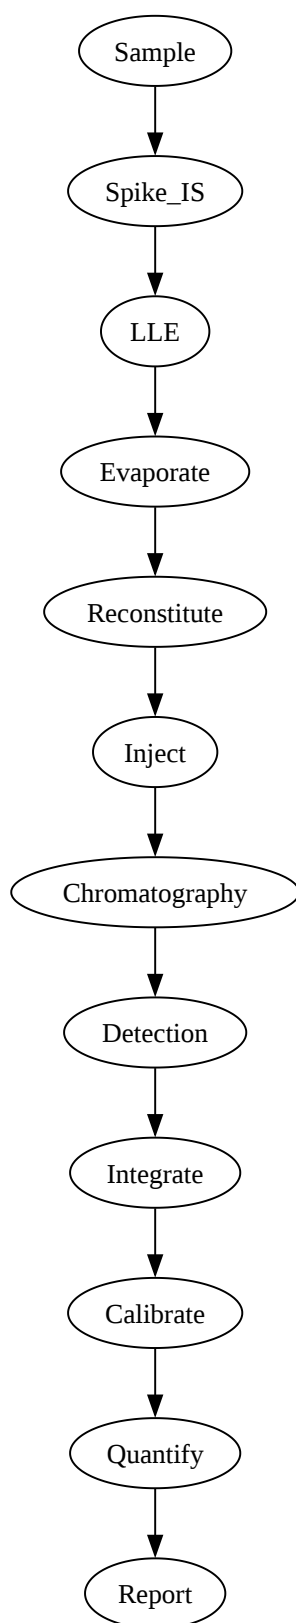 Sample
Spike_IS
LLE
Evaporate
Reconstitute
Inject
Chromatography
Detection
Integrate
Calibrate
Quantify
Report